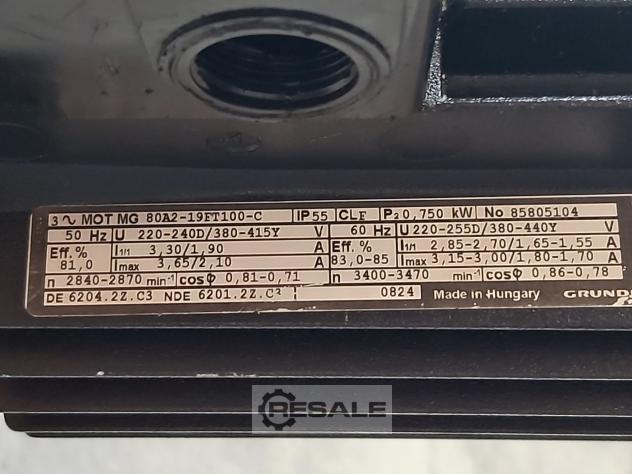 3∿ MOT MG 80A2-19FT100-C IP55 CL F P2 0,750 kW No 85805104
50 Hz U 220-240D/380-415Y V 60 Hz U 220-255D/380-440Y V
Eff. % 81,0 I1/1 3,30/1,90 A Eff. % 83,0-85 I1/1 2,85-2,70/1,65-1,55 A
Imax 3,65/2,10 A Imax 3,15-3,00/1,80-1,70 A
n 2840-2870 min-1 cosφ 0,81-0,71 n 3400-3470 min-1 cosφ 0,86-0,78
DE 6204.2Z.C3 NDE 6201.2Z.C3 0824 Made in Hungary GRUNDF
RESALE